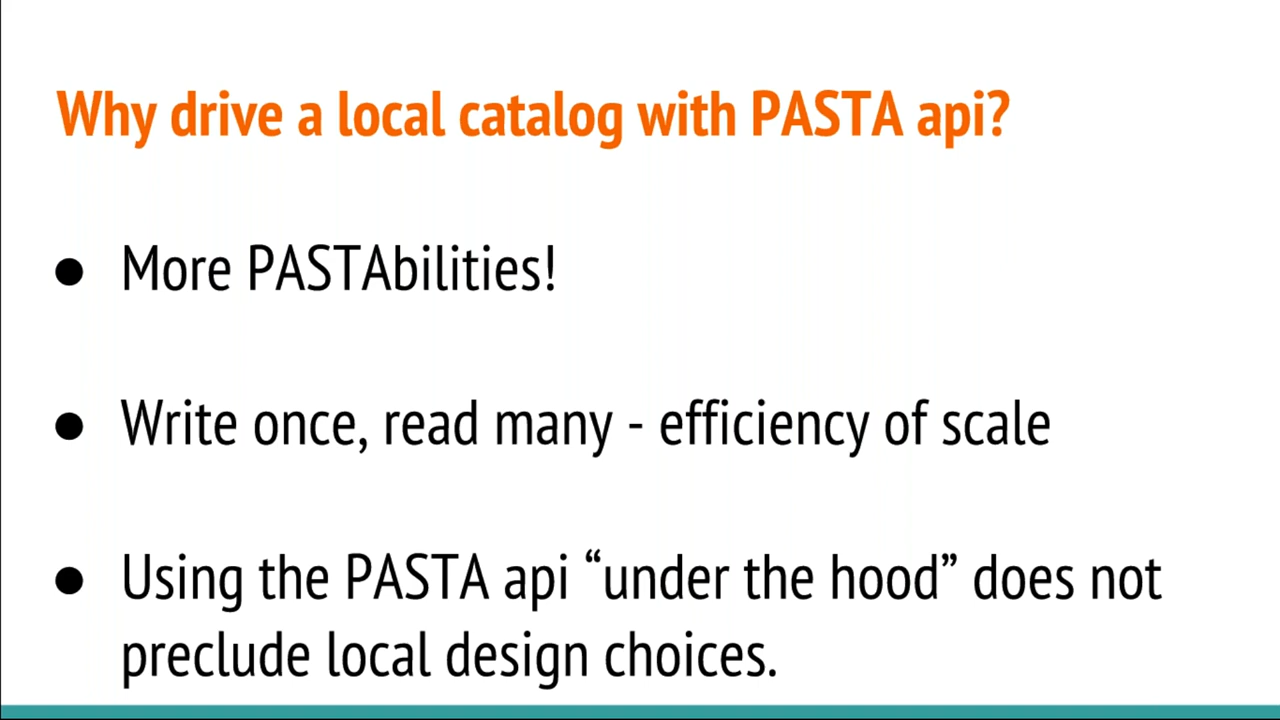 Why drive a local catalog with PASTA api?
● More PASTAbilities!
● Write once, read many - efficiency of scale
● Using the PASTA api “under the hood” does not
preclude local design choices.